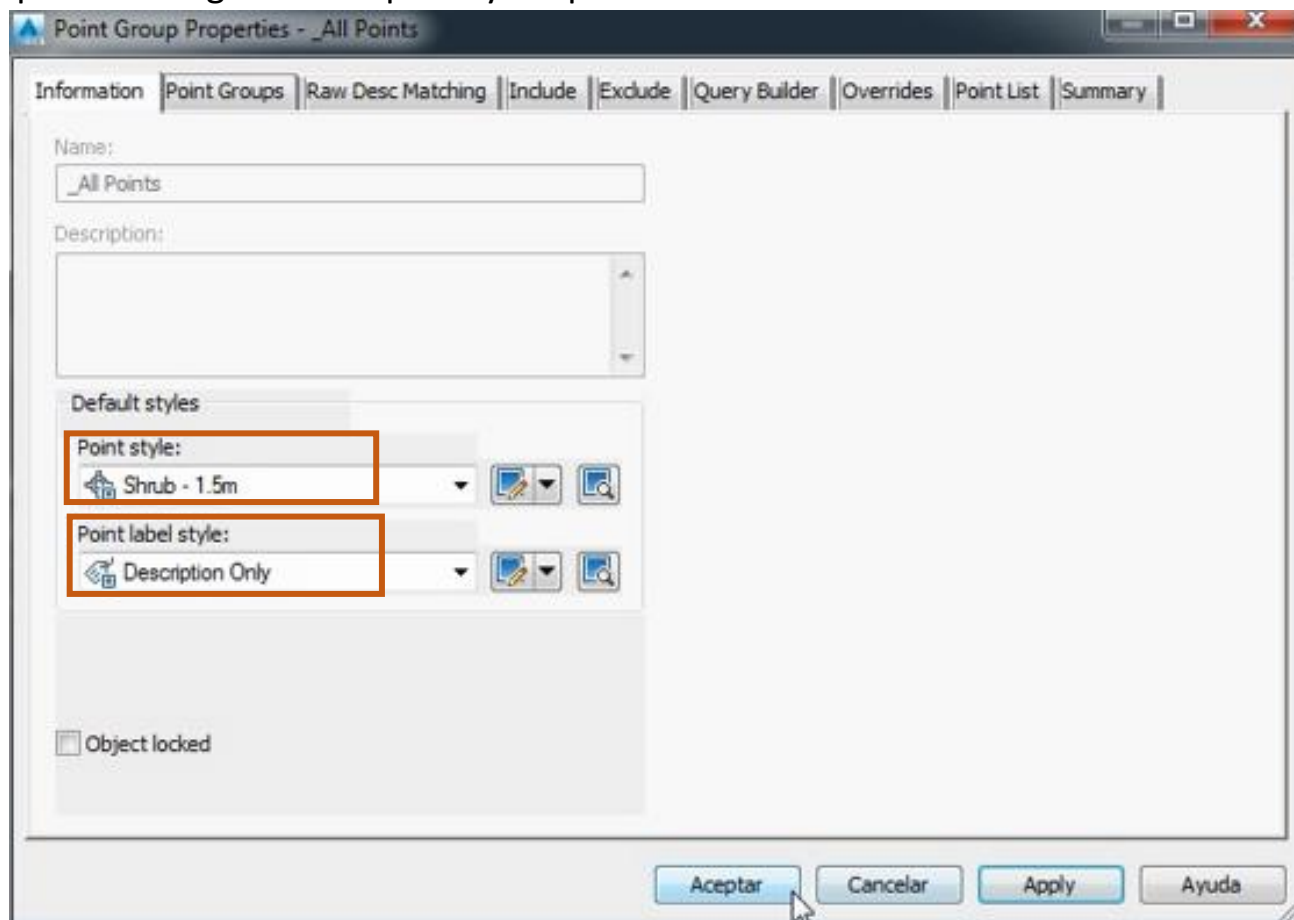 Point Group Properties - _All Points
Information Point Groups Raw Desc Matching Include Exclude Query Builder Overrides Point List Summary
Name:
_All Points
Description:
Default styles
Point style:
Shrub - 1.5m
Point label style:
Description Only
Object locked
Aceptar Cancelar Apply Ayuda